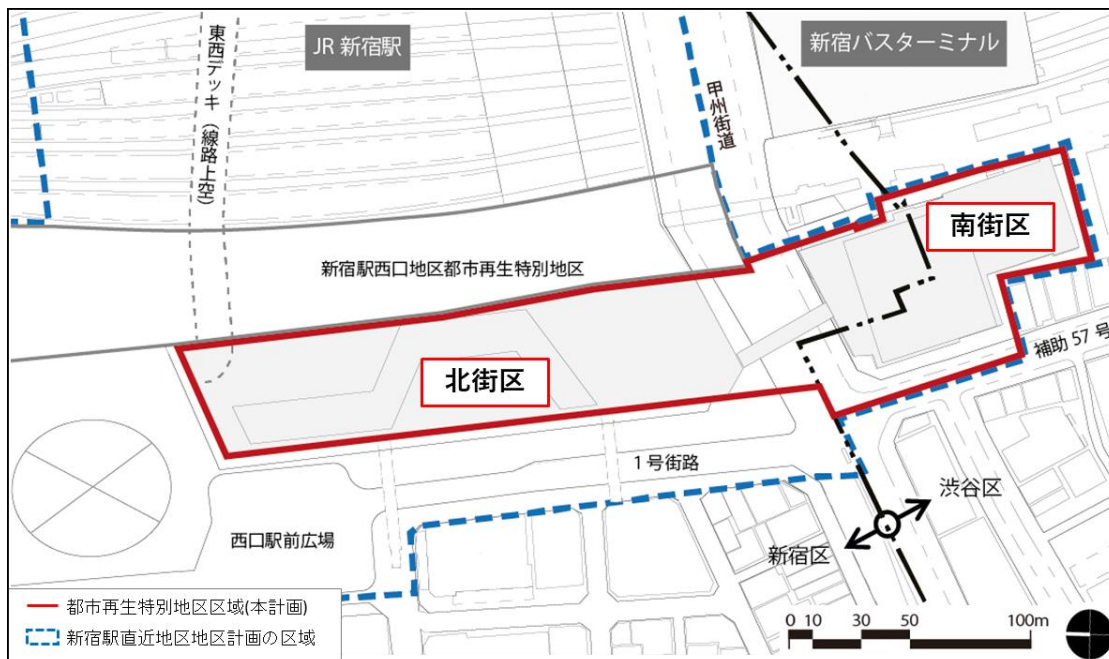 JR 新宿駅
新宿バスターミナル
東西デッキ（線路上空）
甲州街道
南街区
新宿駅西口地区都市再生特別地区
補助 57 号
北街区
1 号街路
渋谷区
西口駅前広場
新宿区
都市再生特別地区区域(本計画)
新宿駅直近地区地区計画の区域
0 10 30 50 100m